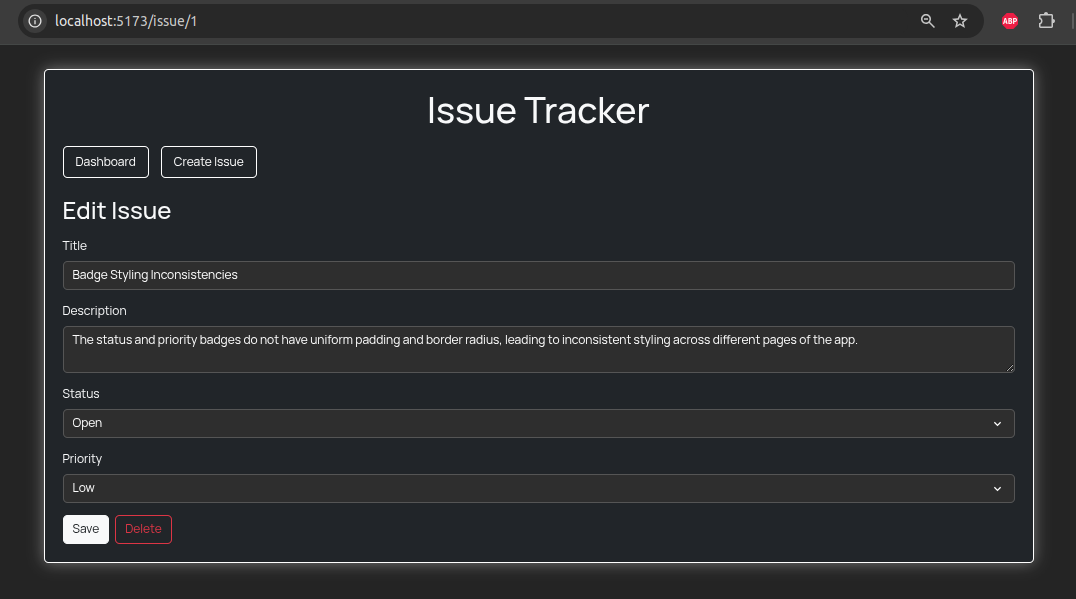 localhost:5173/issue/1
ABP
Issue Tracker
Dashboard Create Issue
Edit Issue
Title
Badge Styling Inconsistencies
Description
The status and priority badges do not have uniform padding and border radius, leading to inconsistent styling across different pages of the app.
Status
Open
Priority
Low
Save Delete